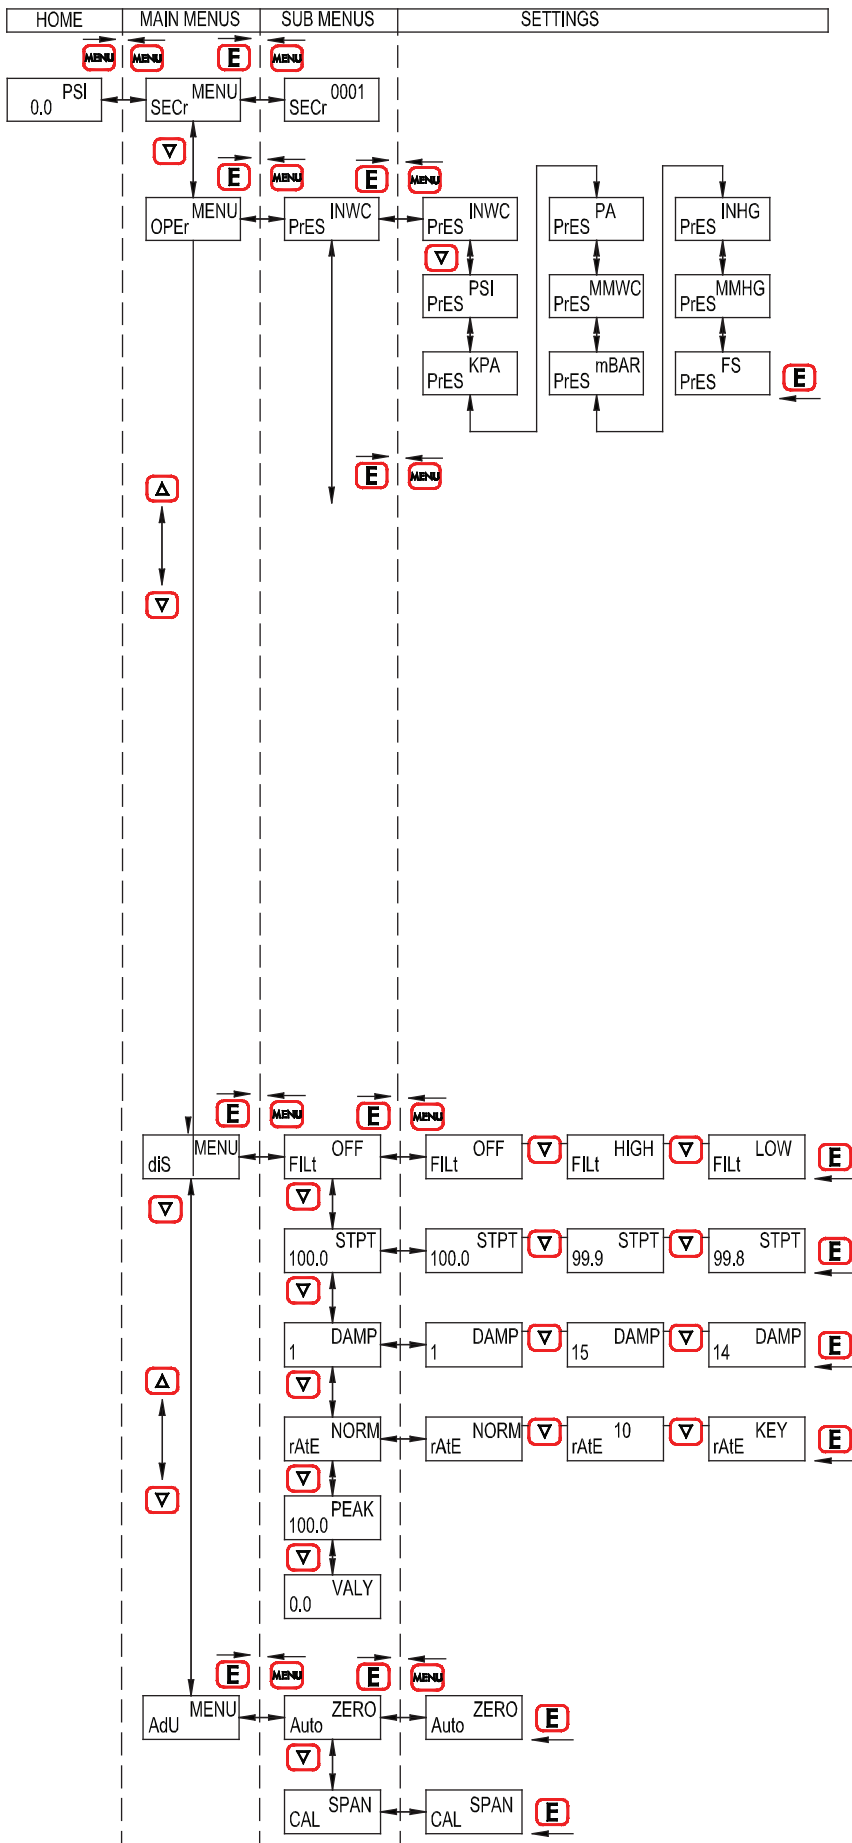 HOME MAIN MENUS SUB MENUS SETTINGS
MENU MENU E MENU
PSI MENU 0001
0.0 SECr SECr
▽
E MENU E MENU
MENU INWC INWC PA INHG
OPEr PrES PrES PrES PrES
▽
PSI MMWC MMHG
PrES PrES PrES
KPA mBAR FS E
PrES PrES PrES
E MENU
△
▽
E MENU E MENU
MENU OFF OFF ▽ HIGH ▽ LOW E
diS FILt FILt FILt FILt
▽ ▽
STPT STPT ▽ STPT ▽ STPT E
100.0 100.0 99.9 99.8
▽
DAMP DAMP ▽ DAMP ▽ DAMP E
1 1 15 14
△ ▽
NORM NORM ▽ 10 ▽ KEY E
rAtE rAtE rAtE rAtE
▽ ▽
PEAK
100.0
▽
VALY
0.0
E MENU E MENU
MENU ZERO ZERO E
AdU Auto Auto
▽
SPAN SPAN E
CAL CAL